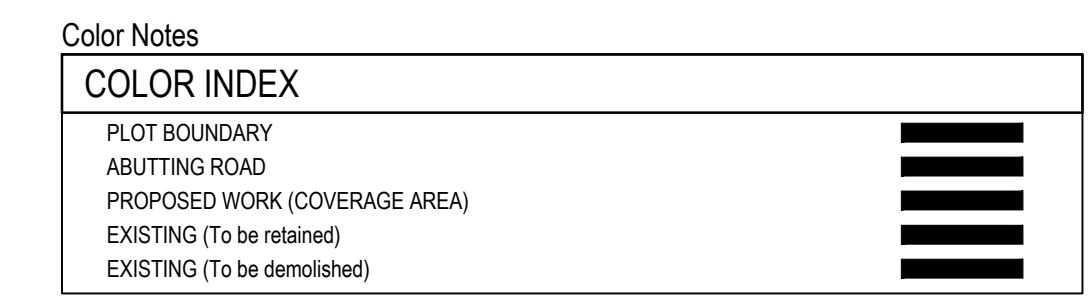 Color Notes
COLOR INDEX
PLOT BOUNDARY
ABUTTING ROAD
PROPOSED WORK (COVERAGE AREA)
EXISTING (To be retained)
EXISTING (To be demolished)